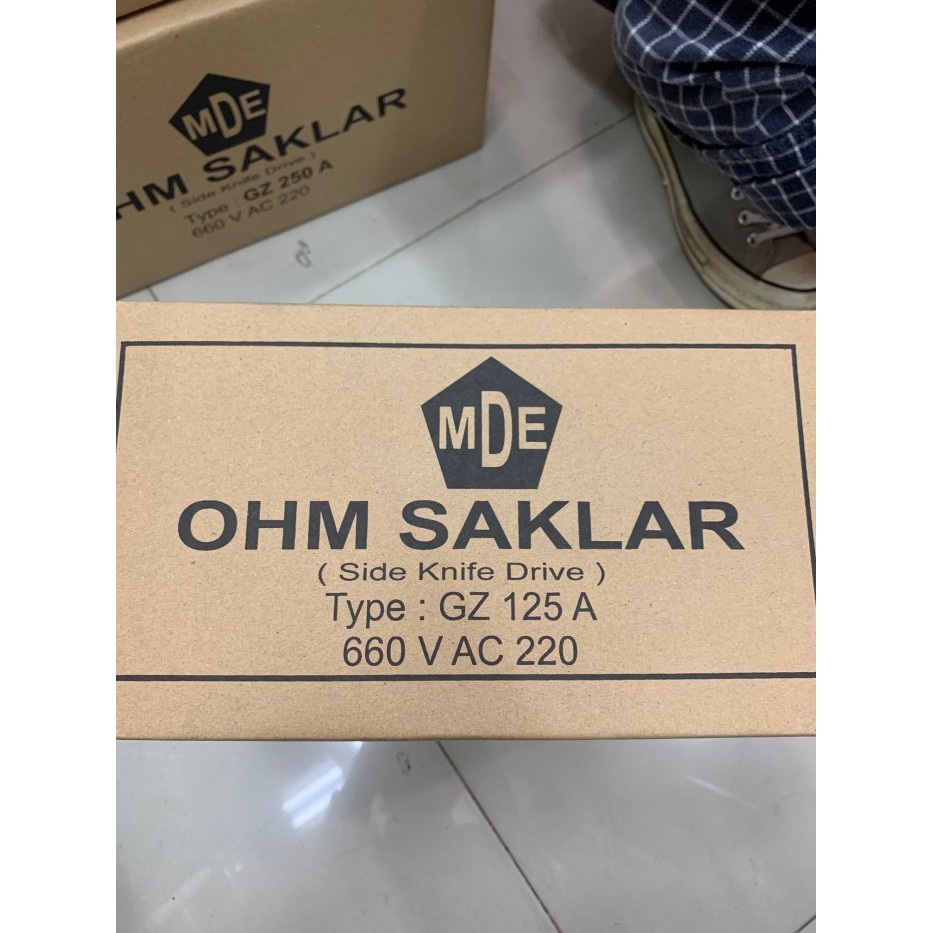 MDE
HM SAKLAR
( Side Knife Drive )
Type : GZ 250 A
660 V AC 220
MDE
OHM SAKLAR
( Side Knife Drive )
Type : GZ 125 A
660 V AC 220